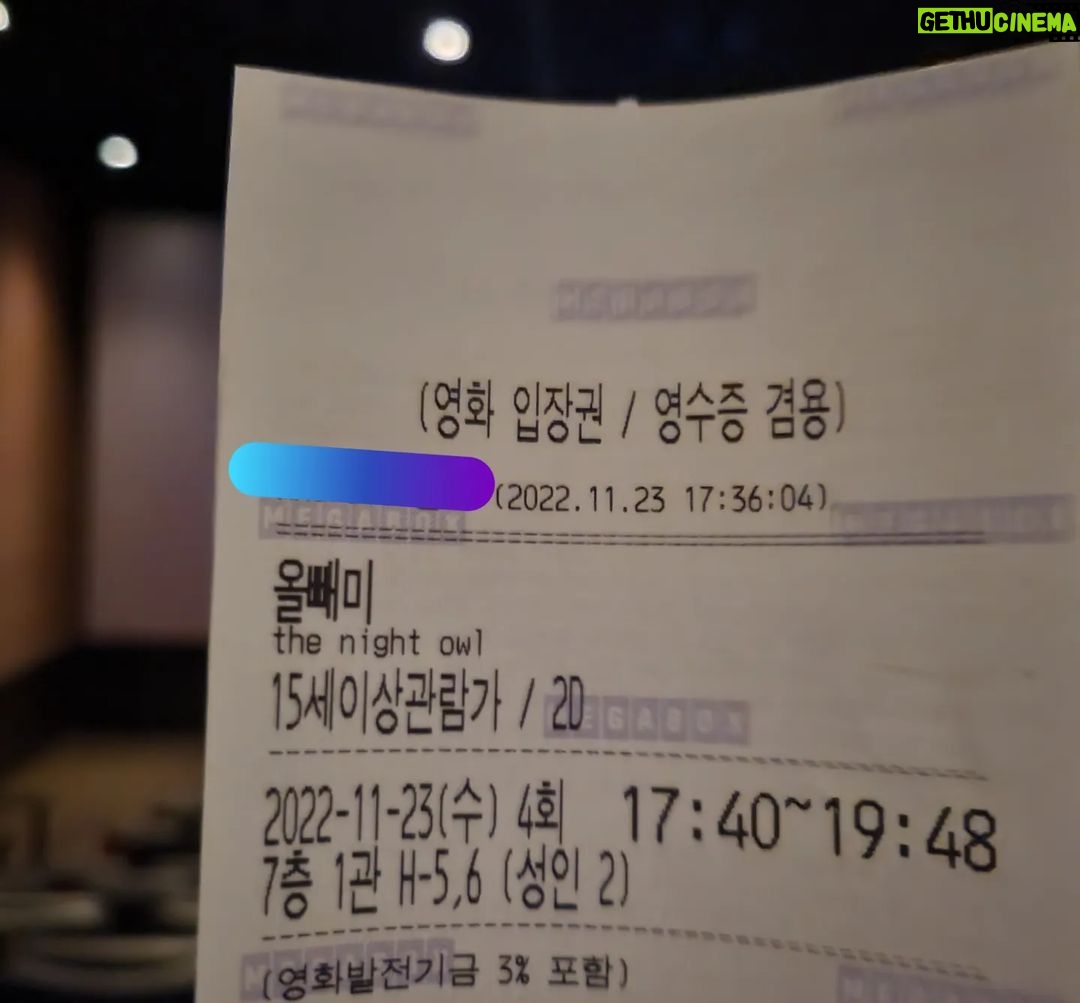 GETHUCINEMA
(영화 입장권 / 영수증 겸용)
(2022.11.23 17:36:04)
MEGABOX
올빼미
the night owl
15세이상관람가 / 2D
MEGABOX
2022-11-23(수) 4회 17:40~19:48
7층 1관 H-5,6 (성인 2)
(영화발전기금 3% 포함)